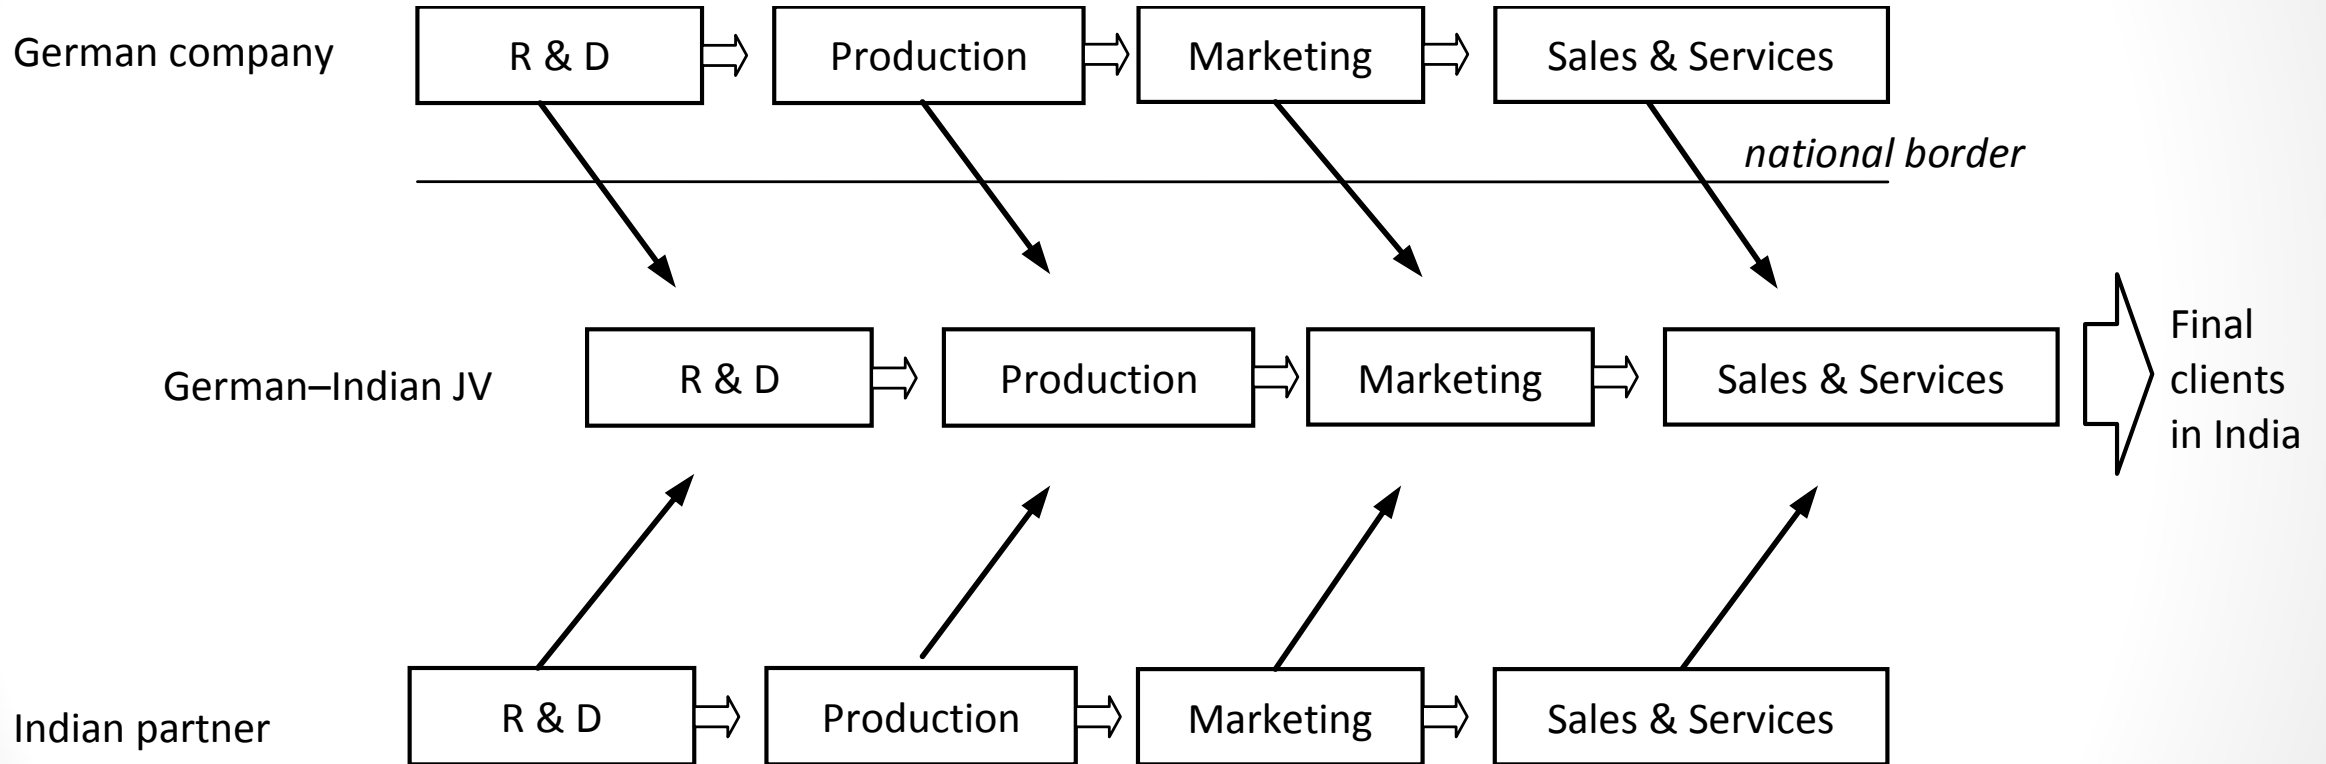 German company
R & D
Production
Marketing
Sales & Services
national border
German–Indian JV
R & D
Production
Marketing
Sales & Services
Final
clients
in India
Indian partner
R & D
Production
Marketing
Sales & Services